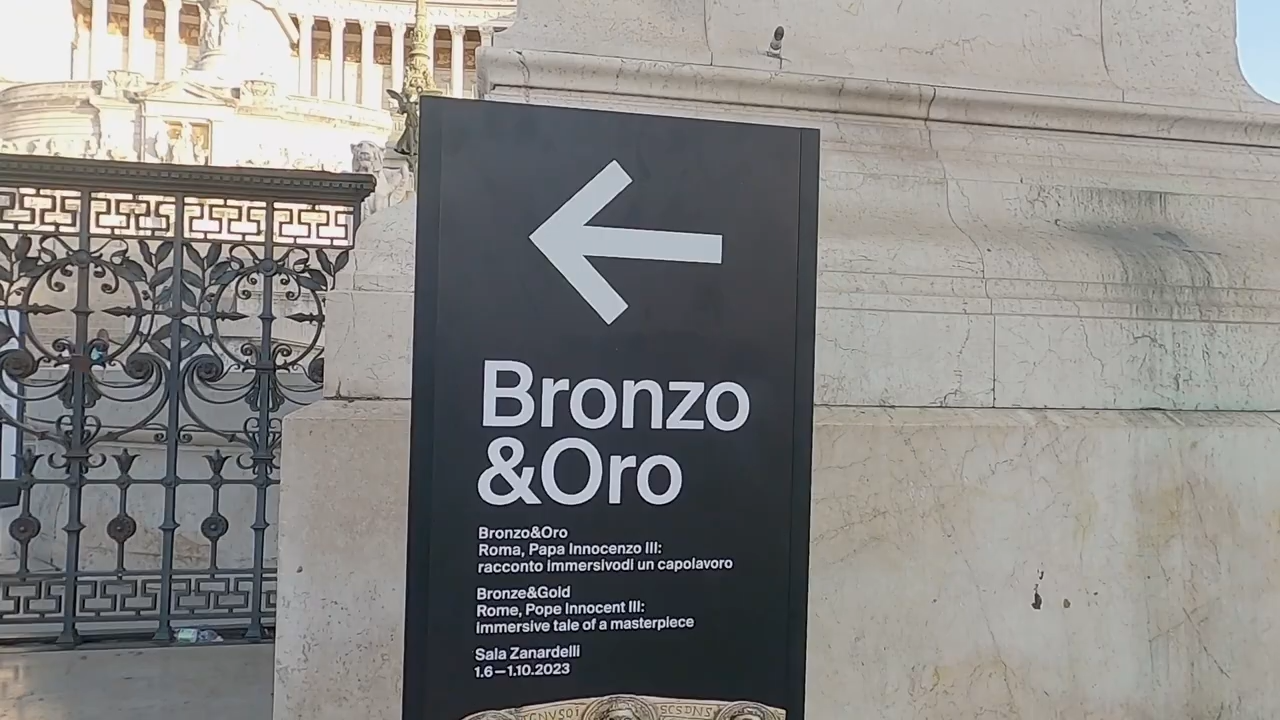 Bronzo
&Oro
Bronzo&Oro
Roma, Papa Innocenzo III:
racconto immersivodi un capolavoro
Bronze&Gold
Rome, Pope Innocent III:
Immersive tale of a masterpiece
Sala Zanardelli
1.6—1.10.2023
SCSDNS